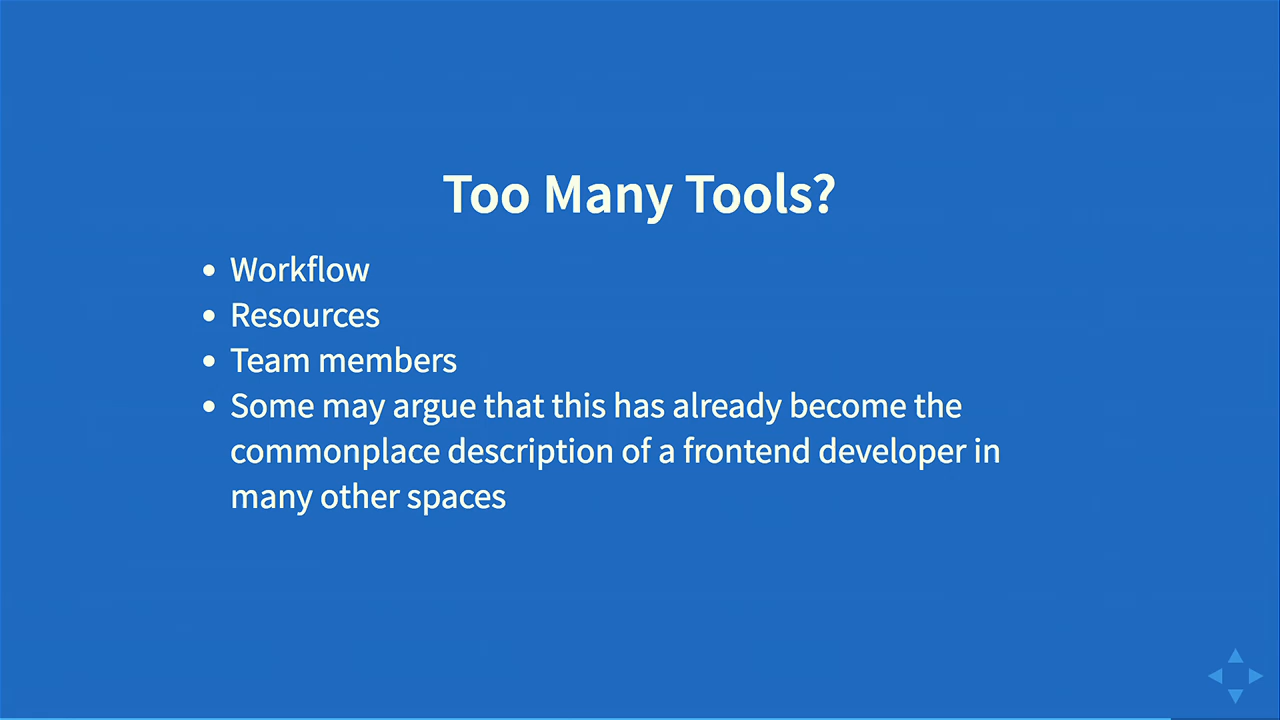 Too Many Tools?
• Workflow
• Resources
• Team members
• Some may argue that this has already become the
commonplace description of a frontend developer in
many other spaces